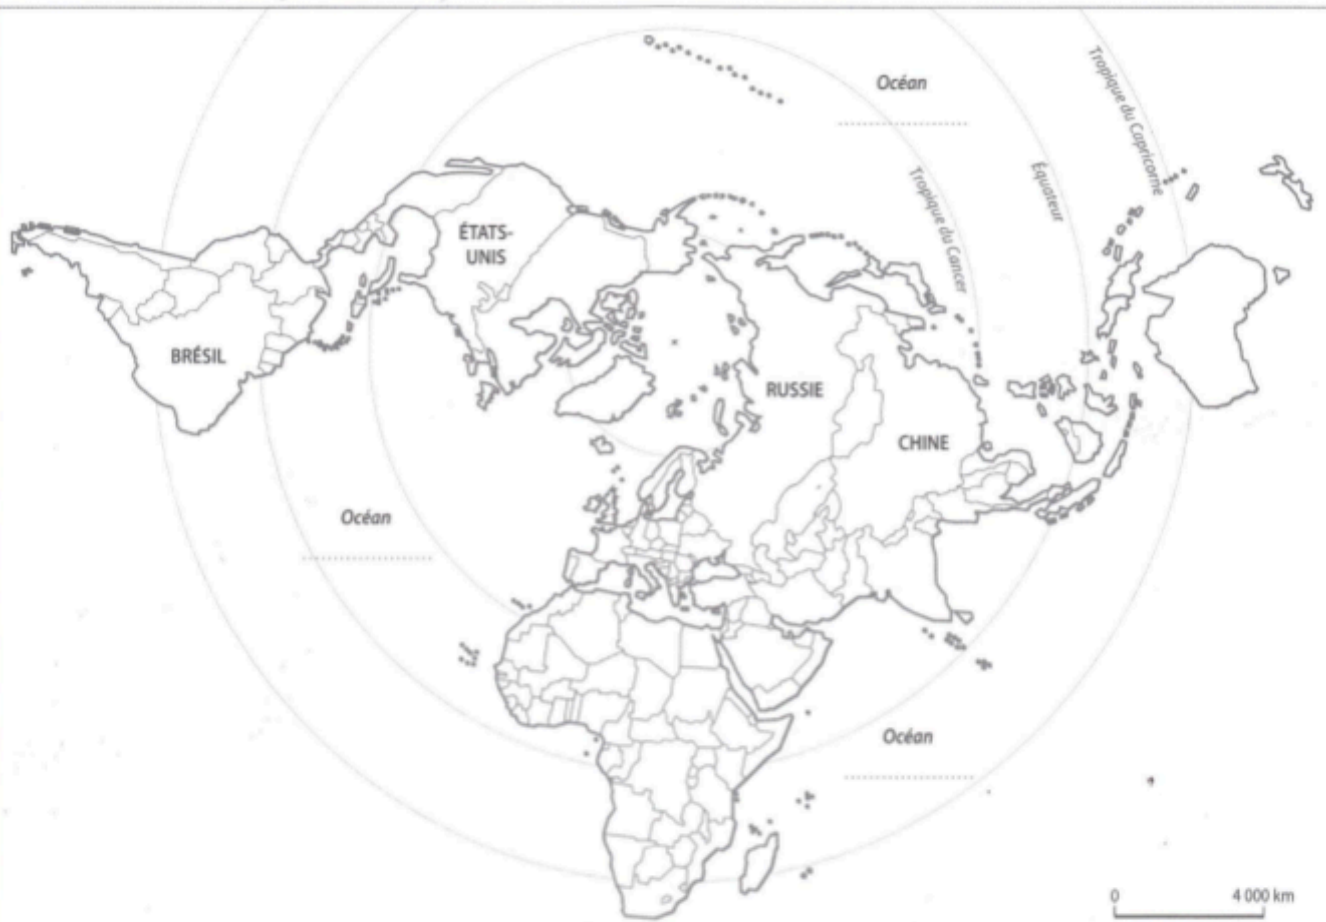 Océan
Tropique du Capricorne
Équateur
Tropique du Cancer
ÉTATS-
UNIS
BRÉSIL
RUSSIE
CHINE
Océan
Océan
0 4 000 km